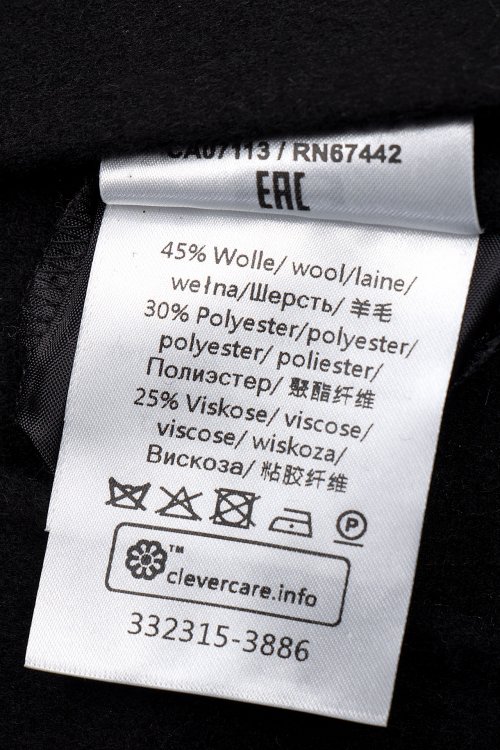 CA07113 / RN67442
EAC
45% Wolle/ wool/laine/
wełna/Шерсть/ 羊毛
30% Polyester/polyester/
polyester/ poliester/
Полиэстер/ 聚酯纤维
25% Viskose/ viscose/
viscose/ wiskoza/
Вискоза/ 粘胶纤维
P
™
clevercare.info
332315-3886